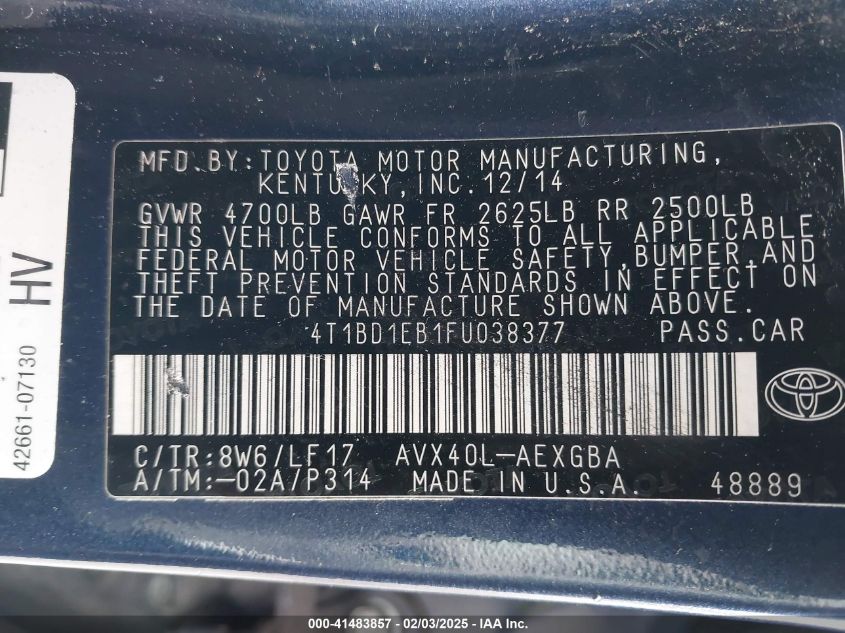 MFD.BY:TOYOTA MOTOR MANUFACTURING,
KENTUCKY,INC.12/14
GVWR 4700LB GAWR FR 2625LB RR 2500LB
THIS VEHICLE CONFORMS TO ALL APPLICABLE
FEDERAL MOTOR VEHICLE SAFETY,BUMPER,AND
THEFT PREVENTION STANDARDS IN EFFECT ON
THE DATE OF MANUFACTURE SHOWN ABOVE.
4T1BD1EB1FU038377 PASS.CAR
C/TR:8W6/LF17 AVX40L-AEXGBA
A/TM:-02A/P314 MADE IN U.S.A. 48889
42661-07130
HV
000-41483857 - 02/03/2025 - IAA Inc.